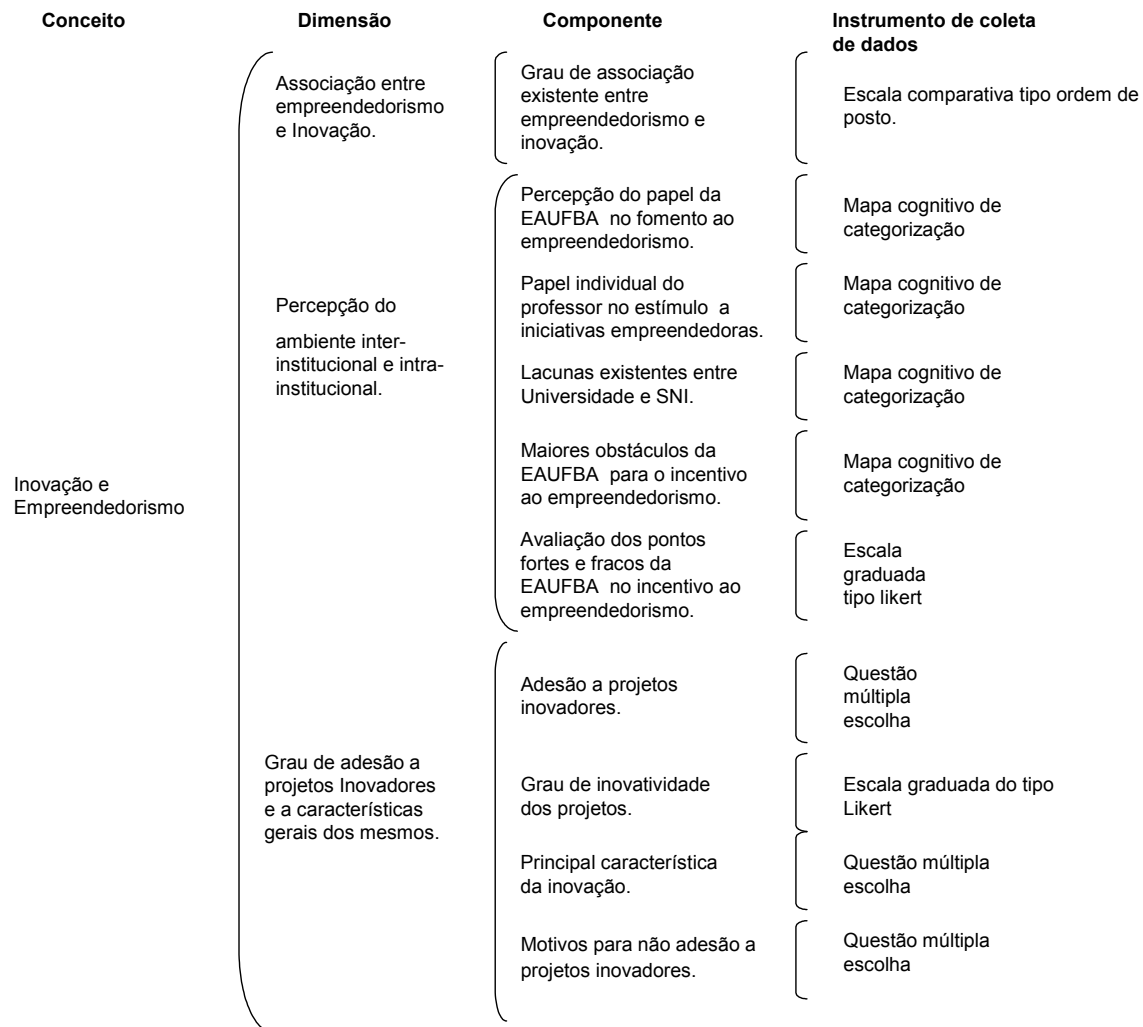 Conceito
Dimensão
Componente
Instrumento de coleta
de dados
Associação entre
empreendedorismo
e Inovação.
Grau de associação
existente entre
empreendedorismo e
inovação.
Escala comparativa tipo ordem de
posto.
Percepção do papel da
EAUFBA no fomento ao
empreendedorismo.
Mapa cognitivo de
categorização
Percepção do
ambiente inter-
institucional e intra-
institucional.
Papel individual do
professor no estímulo a
iniciativas empreendedoras.
Mapa cognitivo de
categorização
Lacunas existentes entre
Universidade e SNI.
Mapa cognitivo de
categorização
Inovação e
Empreendedorismo
Maiores obstáculos da
EAUFBA para o incentivo
ao empreendedorismo.
Mapa cognitivo de
categorização
Avaliação dos pontos
fortes e fracos da
EAUFBA no incentivo ao
empreendedorismo.
Escala
graduada
tipo likert
Adesão a projetos
inovadores.
Questão
múltipla
escolha
Grau de adesão a
projetos Inovadores
e a características
gerais dos mesmos.
Grau de inovatividade
dos projetos.
Escala graduada do tipo
Likert
Principal característica
da inovação.
Questão múltipla
escolha
Motivos para não adesão a
projetos inovadores.
Questão múltipla
escolha